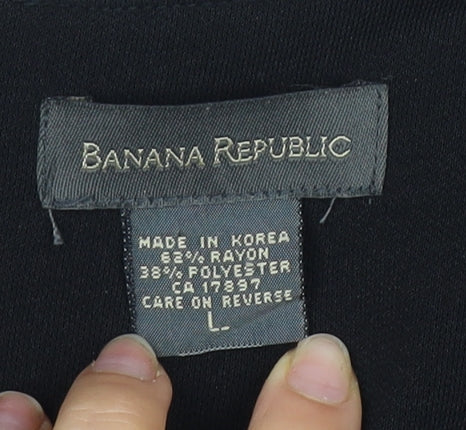 BANANA REPUBLIC
MADE IN KOREA
62% RAYON
38% POLYESTER
CA 17897
CARE ON REVERSE
L